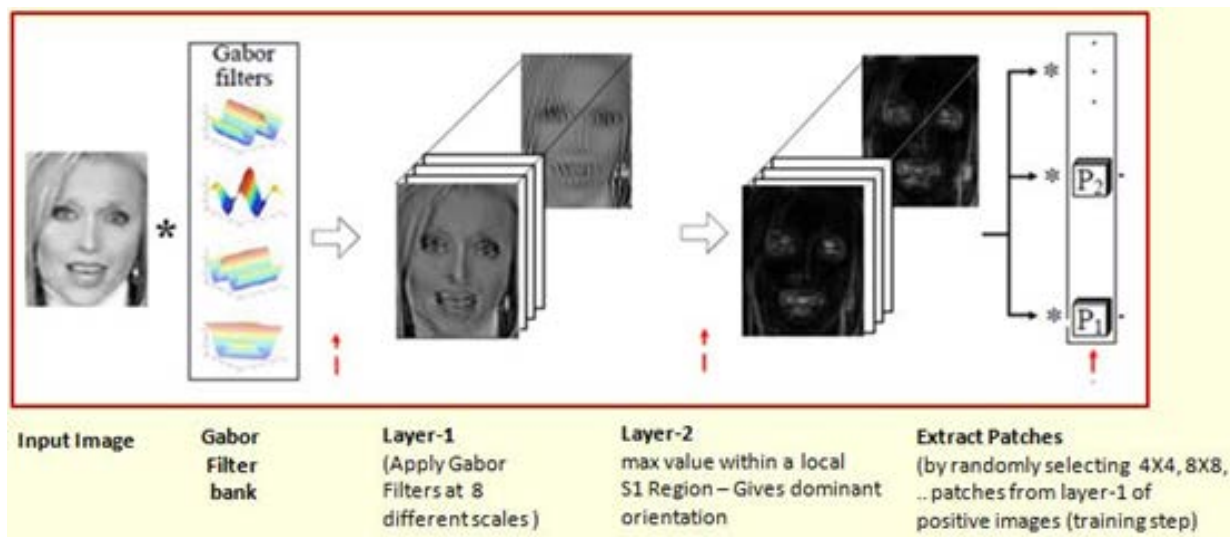 Gabor
filters
*
*
*
P2
*
P1
Input Image
Gabor
Filter
bank
Layer-1
(Apply Gabor
Filters at 8
different scales)
Layer-2
max value within a local
S1 Region – Gives dominant
orientation
Extract Patches
(by randomly selecting 4X4, 8X8,
.. patches from layer-1 of
positive images (training step)